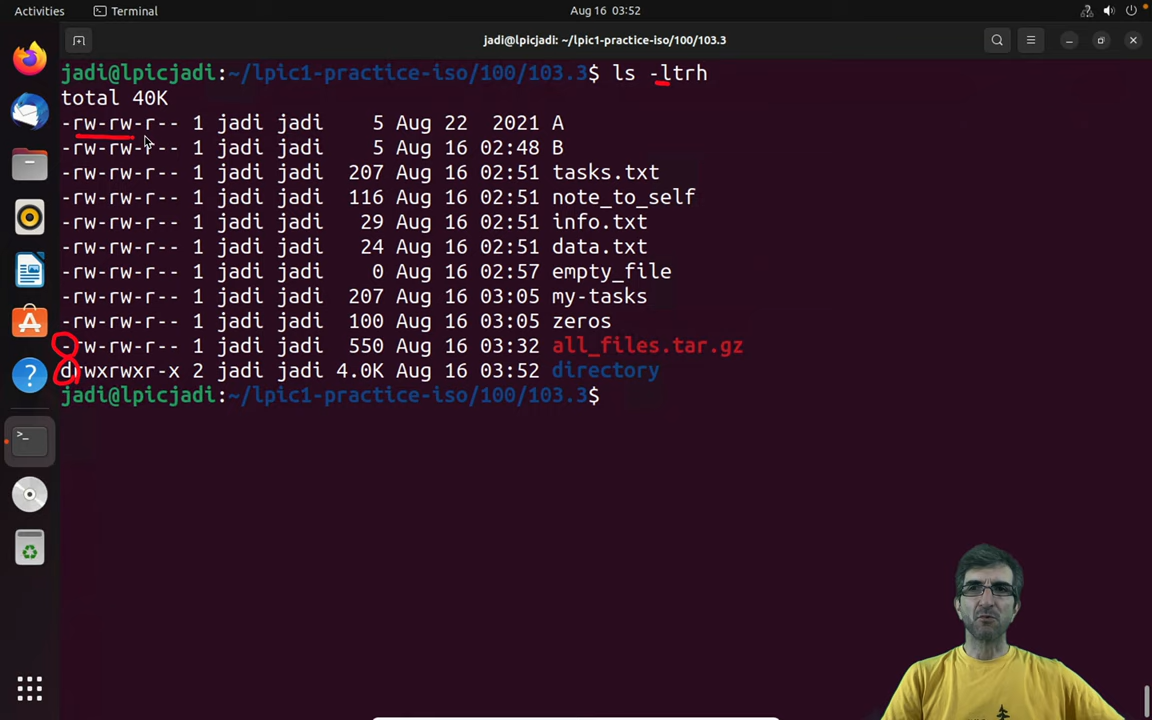 Activities Terminal Aug 16 03:52
jadi@lpicjadi: ~/lpic1-practice-iso/100/103.3
jadi@lpicjadi:~/lpic1-practice-iso/100/103.3$ ls -ltrh
total 40K
-rw-rw-r-- 1 jadi jadi    5 Aug 22  2021 A
-rw-rw-r-- 1 jadi jadi    5 Aug 16 02:48 B
-rw-rw-r-- 1 jadi jadi  207 Aug 16 02:51 tasks.txt
-rw-rw-r-- 1 jadi jadi  116 Aug 16 02:51 note_to_self
-rw-rw-r-- 1 jadi jadi   29 Aug 16 02:51 info.txt
-rw-rw-r-- 1 jadi jadi   24 Aug 16 02:51 data.txt
-rw-rw-r-- 1 jadi jadi    0 Aug 16 02:57 empty_file
-rw-rw-r-- 1 jadi jadi  207 Aug 16 03:05 my-tasks
-rw-rw-r-- 1 jadi jadi  100 Aug 16 03:05 zeros
-rw-rw-r-- 1 jadi jadi  550 Aug 16 03:32 all_files.tar.gz
drwxrwxr-x 2 jadi jadi 4.0K Aug 16 03:52 directory
jadi@lpicjadi:~/lpic1-practice-iso/100/103.3$